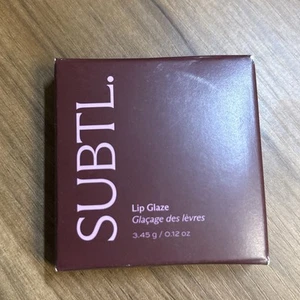 SUBTL.
Lip Glaze
Glaçage des lèvres
3.45 g / 0.12 oz